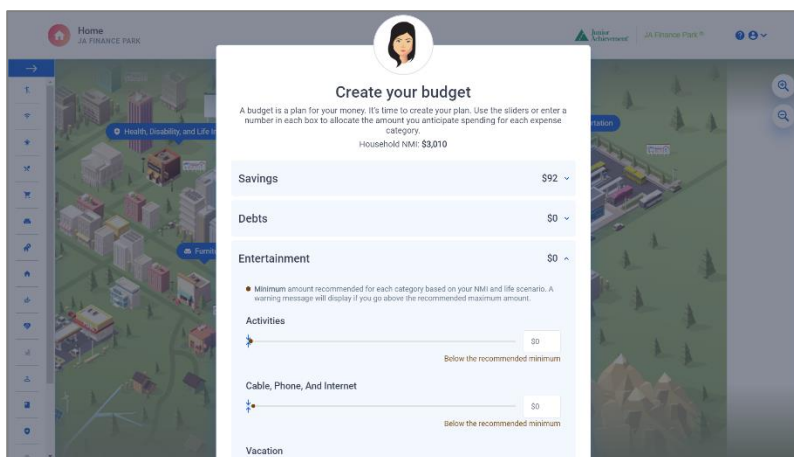 Home
JA FINANCE PARK
Junior
Achievement
JA Finance Park®
Create your budget
A budget is a plan for your money. It's time to create your plan. Use the sliders or enter a
number in each box to allocate the amount you anticipate spending for each expense
category.
Household NMI: $3,010
Health, Disability, and Life In
rtation
Savings $92
Debts $0
Furnit
Entertainment $0
Minimum amount recommended for each category based on your NMI and life scenario. A
warning message will display if you go above the recommended maximum amount.
Activities
$0
Below the recommended minimum
Cable, Phone, And Internet
$0
Below the recommended minimum
Vacation